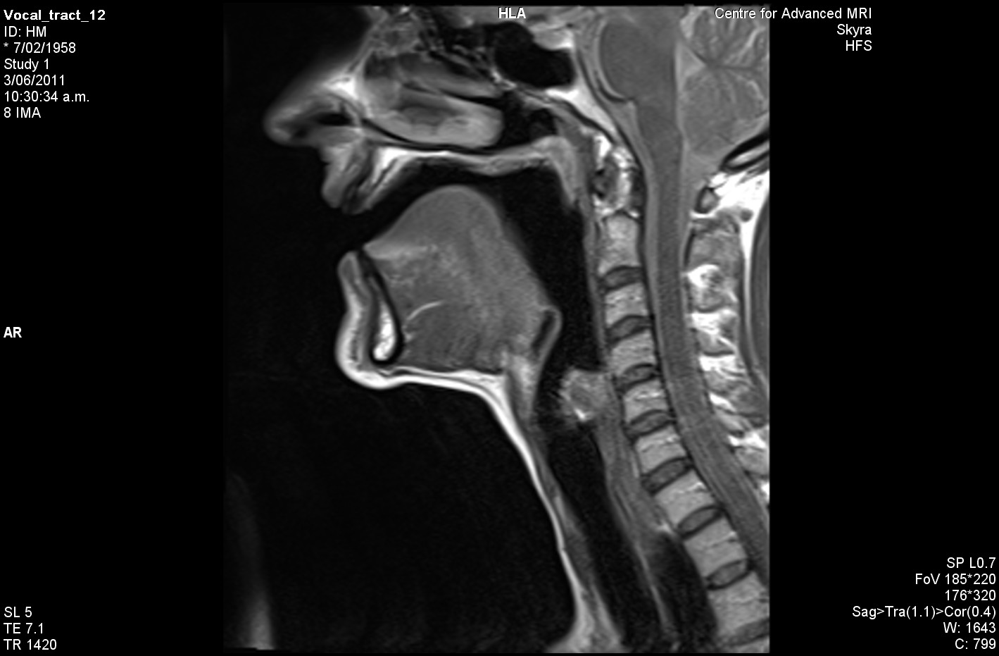 Vocal_tract_12
ID: HM
* 7/02/1958
Study 1
3/06/2011
10:30:34 a.m.
8 IMA
HLA
Centre for Advanced MRI
Skyra
HFS
AR
SL 5
TE 7.1
TR 1420
SP L0.7
FoV 185*220
176*320
Sag>Tra(1.1)>Cor(0.4)
W: 1643
C: 799